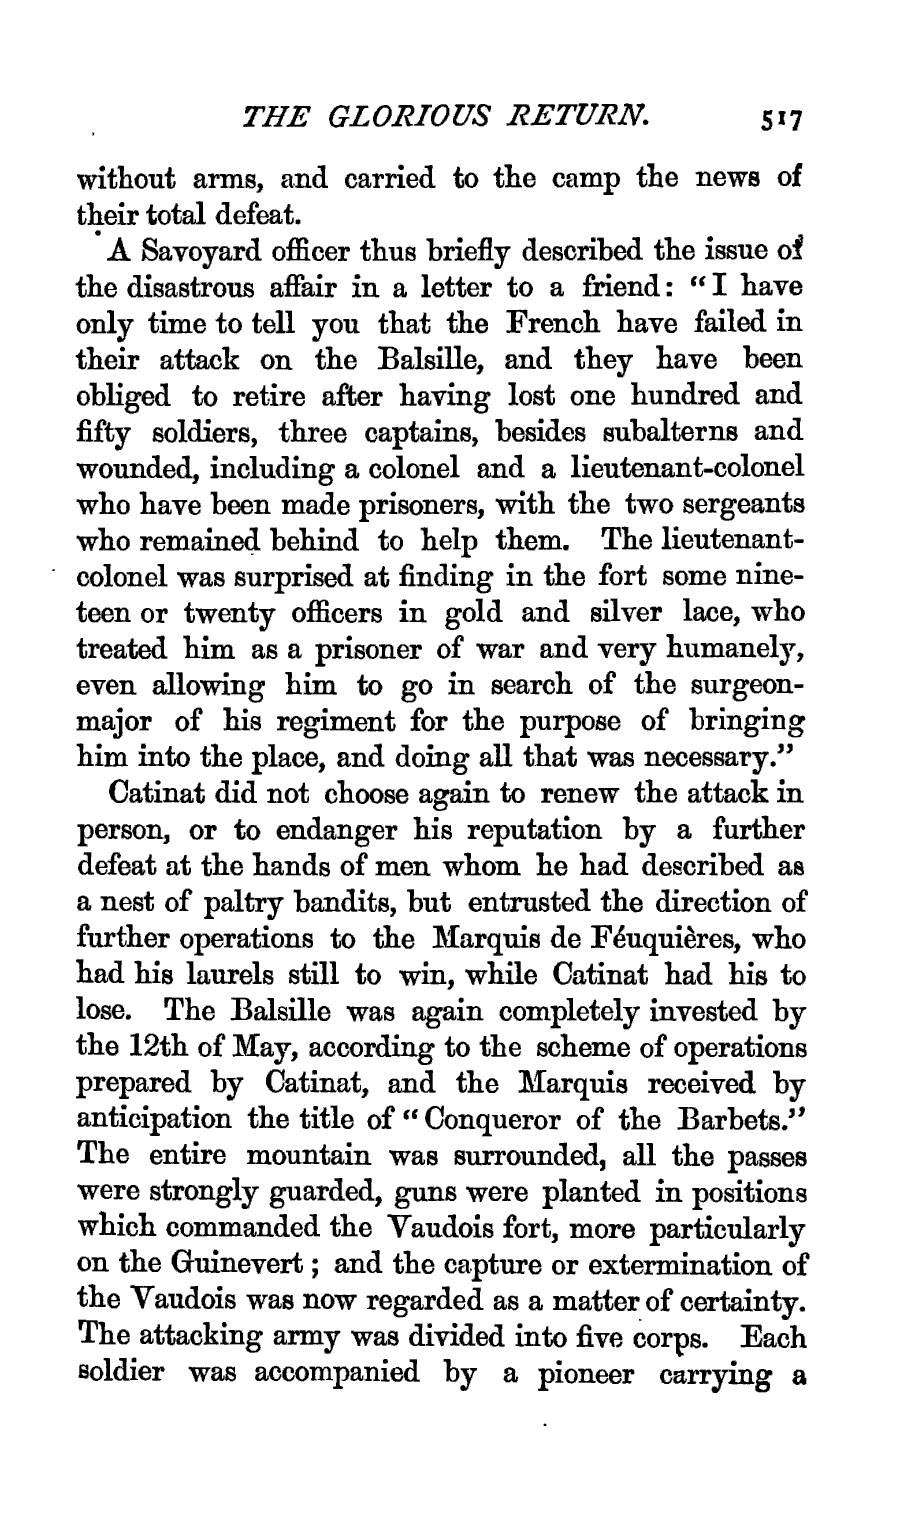 THE GLORIOUS RETURN. 517
without arms, and carried to the camp the news of
their total defeat.
A Savoyard officer thus briefly described the issue of
the disastrous affair in a letter to a friend: “I have
only time to tell you that the French have failed in
their attack on the Balsille, and they have been
obliged to retire after having lost one hundred and
fifty soldiers, three captains, besides subalterns and
wounded, including a colonel and a lieutenant-colonel
who have been made prisoners, with the two sergeants
who remained behind to help them. The lieutenant-
colonel was surprised at finding in the fort some nine-
teen or twenty officers in gold and silver lace, who
treated him as a prisoner of war and very humanely,
even allowing him to go in search of the surgeon-
major of his regiment for the purpose of bringing
him into the place, and doing all that was necessary.”
Catinat did not choose again to renew the attack in
person, or to endanger his reputation by a further
defeat at the hands of men whom he had described as
a nest of paltry bandits, but entrusted the direction of
further operations to the Marquis de Féuquières, who
had his laurels still to win, while Catinat had his to
lose. The Balsille was again completely invested by
the 12th of May, according to the scheme of operations
prepared by Catinat, and the Marquis received by
anticipation the title of “Conqueror of the Barbets.”
The entire mountain was surrounded, all the passes
were strongly guarded, guns were planted in positions
which commanded the Vaudois fort, more particularly
on the Guinevert; and the capture or extermination of
the Vaudois was now regarded as a matter of certainty.
The attacking army was divided into five corps. Each
soldier was accompanied by a pioneer carrying a